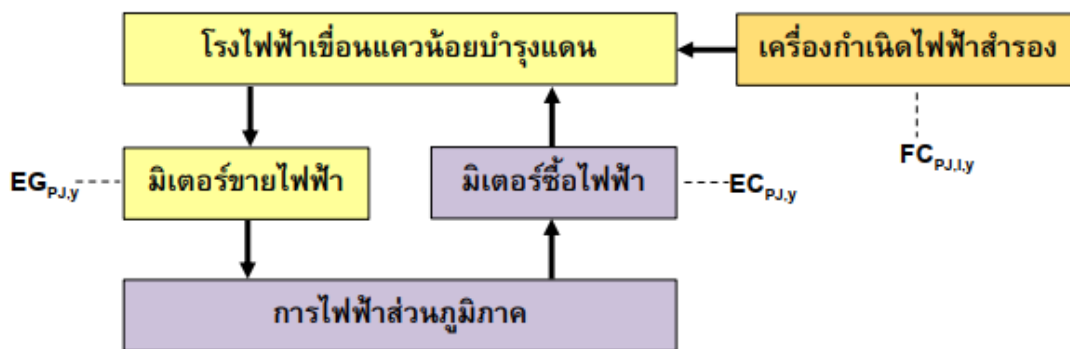 โรงไฟฟ้าเขื่อนแควน้อยบำรุงแดน
เครื่องกำเนิดไฟฟ้าสำรอง
EG_PJ,y
มิเตอร์ขายไฟฟ้า
มิเตอร์ซื้อไฟฟ้า
EC_PJ,y
FC_PJ,i,y
การไฟฟ้าส่วนภูมิภาค